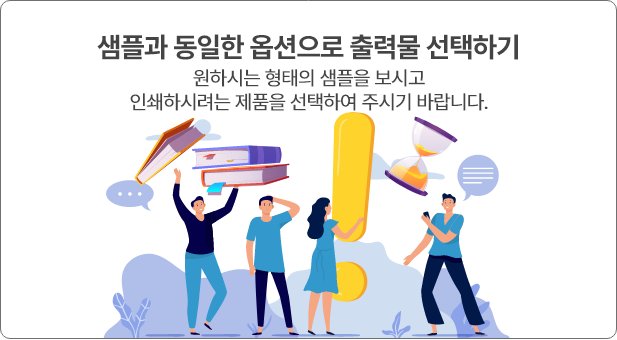 샘플과 동일한 옵션으로 출력물 선택하기
원하시는 형태의 샘플을 보시고
인쇄하시려는 제품을 선택하여 주시기 바랍니다.